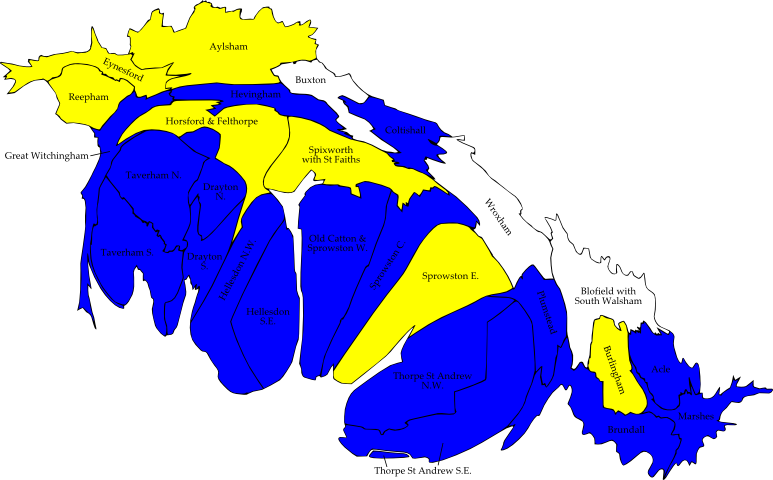 Aylsham
Eynesford
Buxton
Reepham
Hevingham
Horsford & Felthorpe
Coltishall
Great Witchingham
Spixworth
with St Faiths
Taverham N.
Drayton
N.
Wroxham
Old Catton &
Sprowston W.
Taverham S.
Drayton
S.
Hellesdon N.W.
Sprowston C.
Sprowston E.
Blofield with
South Walsham
Plumstead
Hellesdon
S.E.
Burlingham
Acle
Thorpe St Andrew
N.W.
Marshes
Brundall
Thorpe St Andrew S.E.